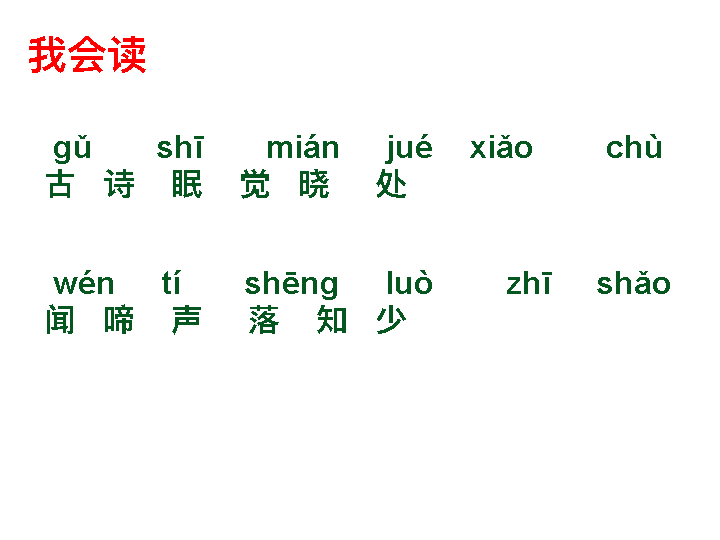 我会读
gǔ shī mián jué xiǎo chù
古 诗 眠 觉 晓 处
wén tí shēng luò zhī shǎo
闻 啼 声 落 知 少